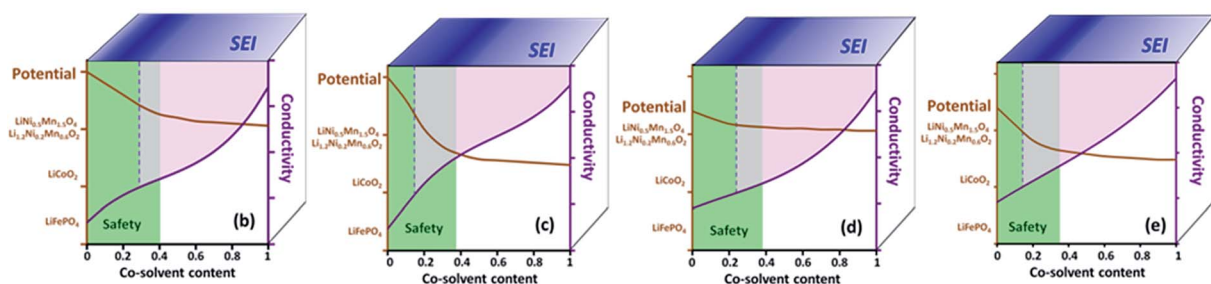 SEI
Potential
LiNi0.5Mn1.5O4
Li1.2Ni0.2Mn0.6O2
LiCoO2
LiFePO4
Safety
(b)
Conductivity
0 0.2 0.4 0.6 0.8 1
Co-solvent content
SEI
Potential
LiNi0.5Mn1.5O4
Li1.2Ni0.2Mn0.6O2
LiCoO2
LiFePO4
Safety
(c)
Conductivity
0 0.2 0.4 0.6 0.8 1
Co-solvent content
SEI
Potential
LiNi0.5Mn1.5O4
Li1.2Ni0.2Mn0.6O2
LiCoO2
LiFePO4
Safety
(d)
Conductivity
0 0.2 0.4 0.6 0.8 1
Co-solvent content
SEI
Potential
LiNi0.5Mn1.5O4
Li1.2Ni0.2Mn0.6O2
LiCoO2
LiFePO4
Safety
(e)
Conductivity
0 0.2 0.4 0.6 0.8 1
Co-solvent content